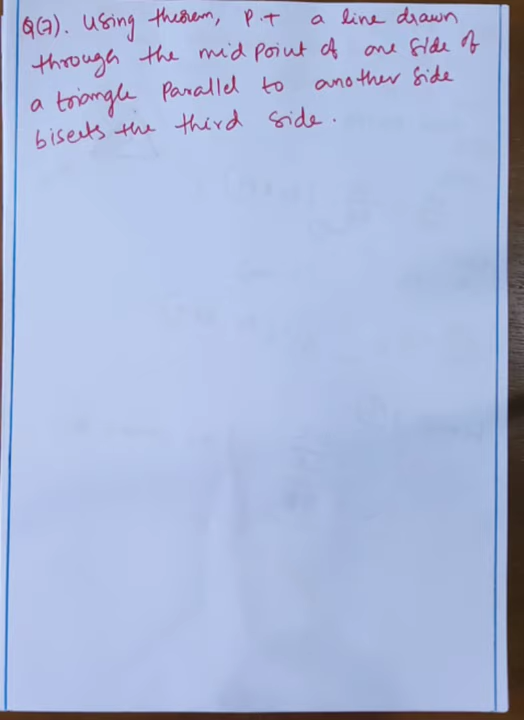 Q(7). Using theorem, P.T a line drawn
through the mid point of one side of
a triangle Parallel to another side
bisects the third side.